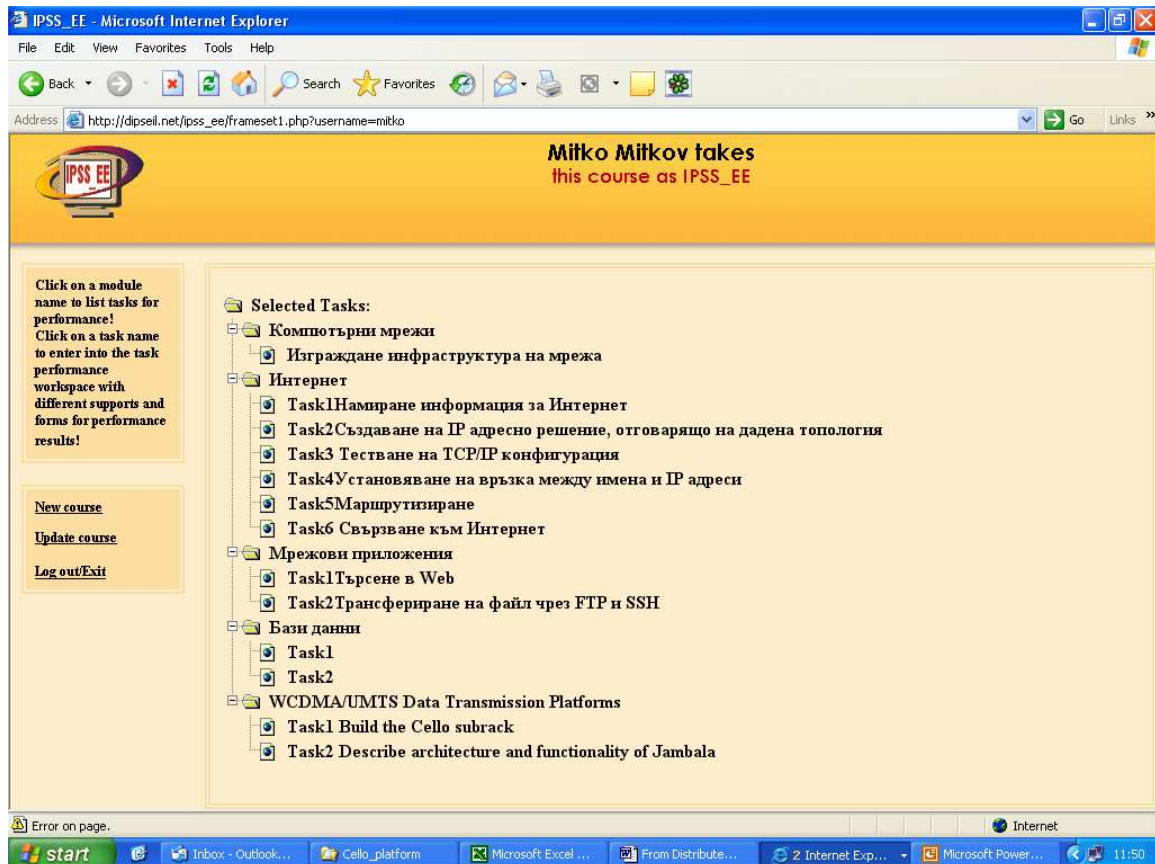 IPSS_EE - Microsoft Internet Explorer
File Edit View Favorites Tools Help
Back Search Favorites
Address http://dipseil.net/ipss_ee/frameset1.php?username=mitko Go Links »
IPSS EE
Mitko Mitkov takes
this course as IPSS_EE
Click on a module
name to list tasks for
performance!
Click on a task name
to enter into the task
performance
workspace with
different supports and
forms for performance
results!
New course
Update course
Log out/Exit
Selected Tasks:
Компютърни мрежи
Изграждане инфраструктура на мрежа
Интернет
Task1Намиране информация за Интернет
Task2Създаване на IP адресно решение, отговарящо на дадена топология
Task3 Тестване на TCP/IP конфигурация
Task4Установяване на връзка между имена и IP адреси
Task5Маршрутизиране
Task6 Свързване към Интернет
Мрежови приложения
Task1Търсене в Web
Task2Трансфериране на файл чрез FTP и SSH
Бази данни
Task1
Task2
WCDMA/UMTS Data Transmission Platforms
Task1 Build the Cello subrack
Task2 Describe architecture and functionality of Jambala
Error on page. Internet
start Inbox - Outlook... Cello_platform Microsoft Excel ... From Distribute... 2 Internet Exp... Microsoft Power... 11:50